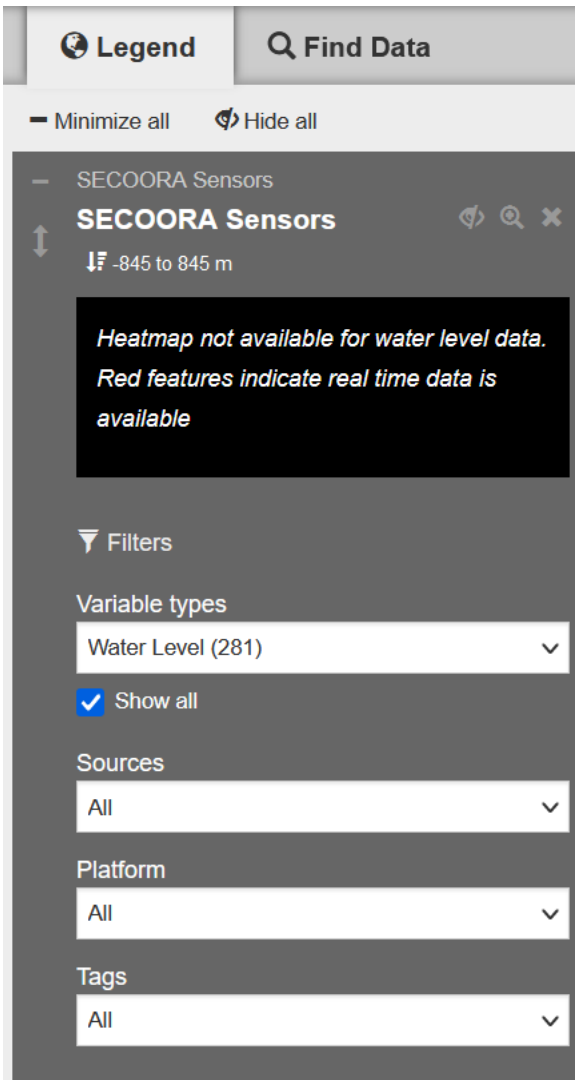 Legend
Find Data
Minimize all
Hide all
SECOORA Sensors
SECOORA Sensors
-845 to 845 m
Heatmap not available for water level data.
Red features indicate real time data is
available
Filters
Variable types
Water Level (281)
Show all
Sources
All
Platform
All
Tags
All